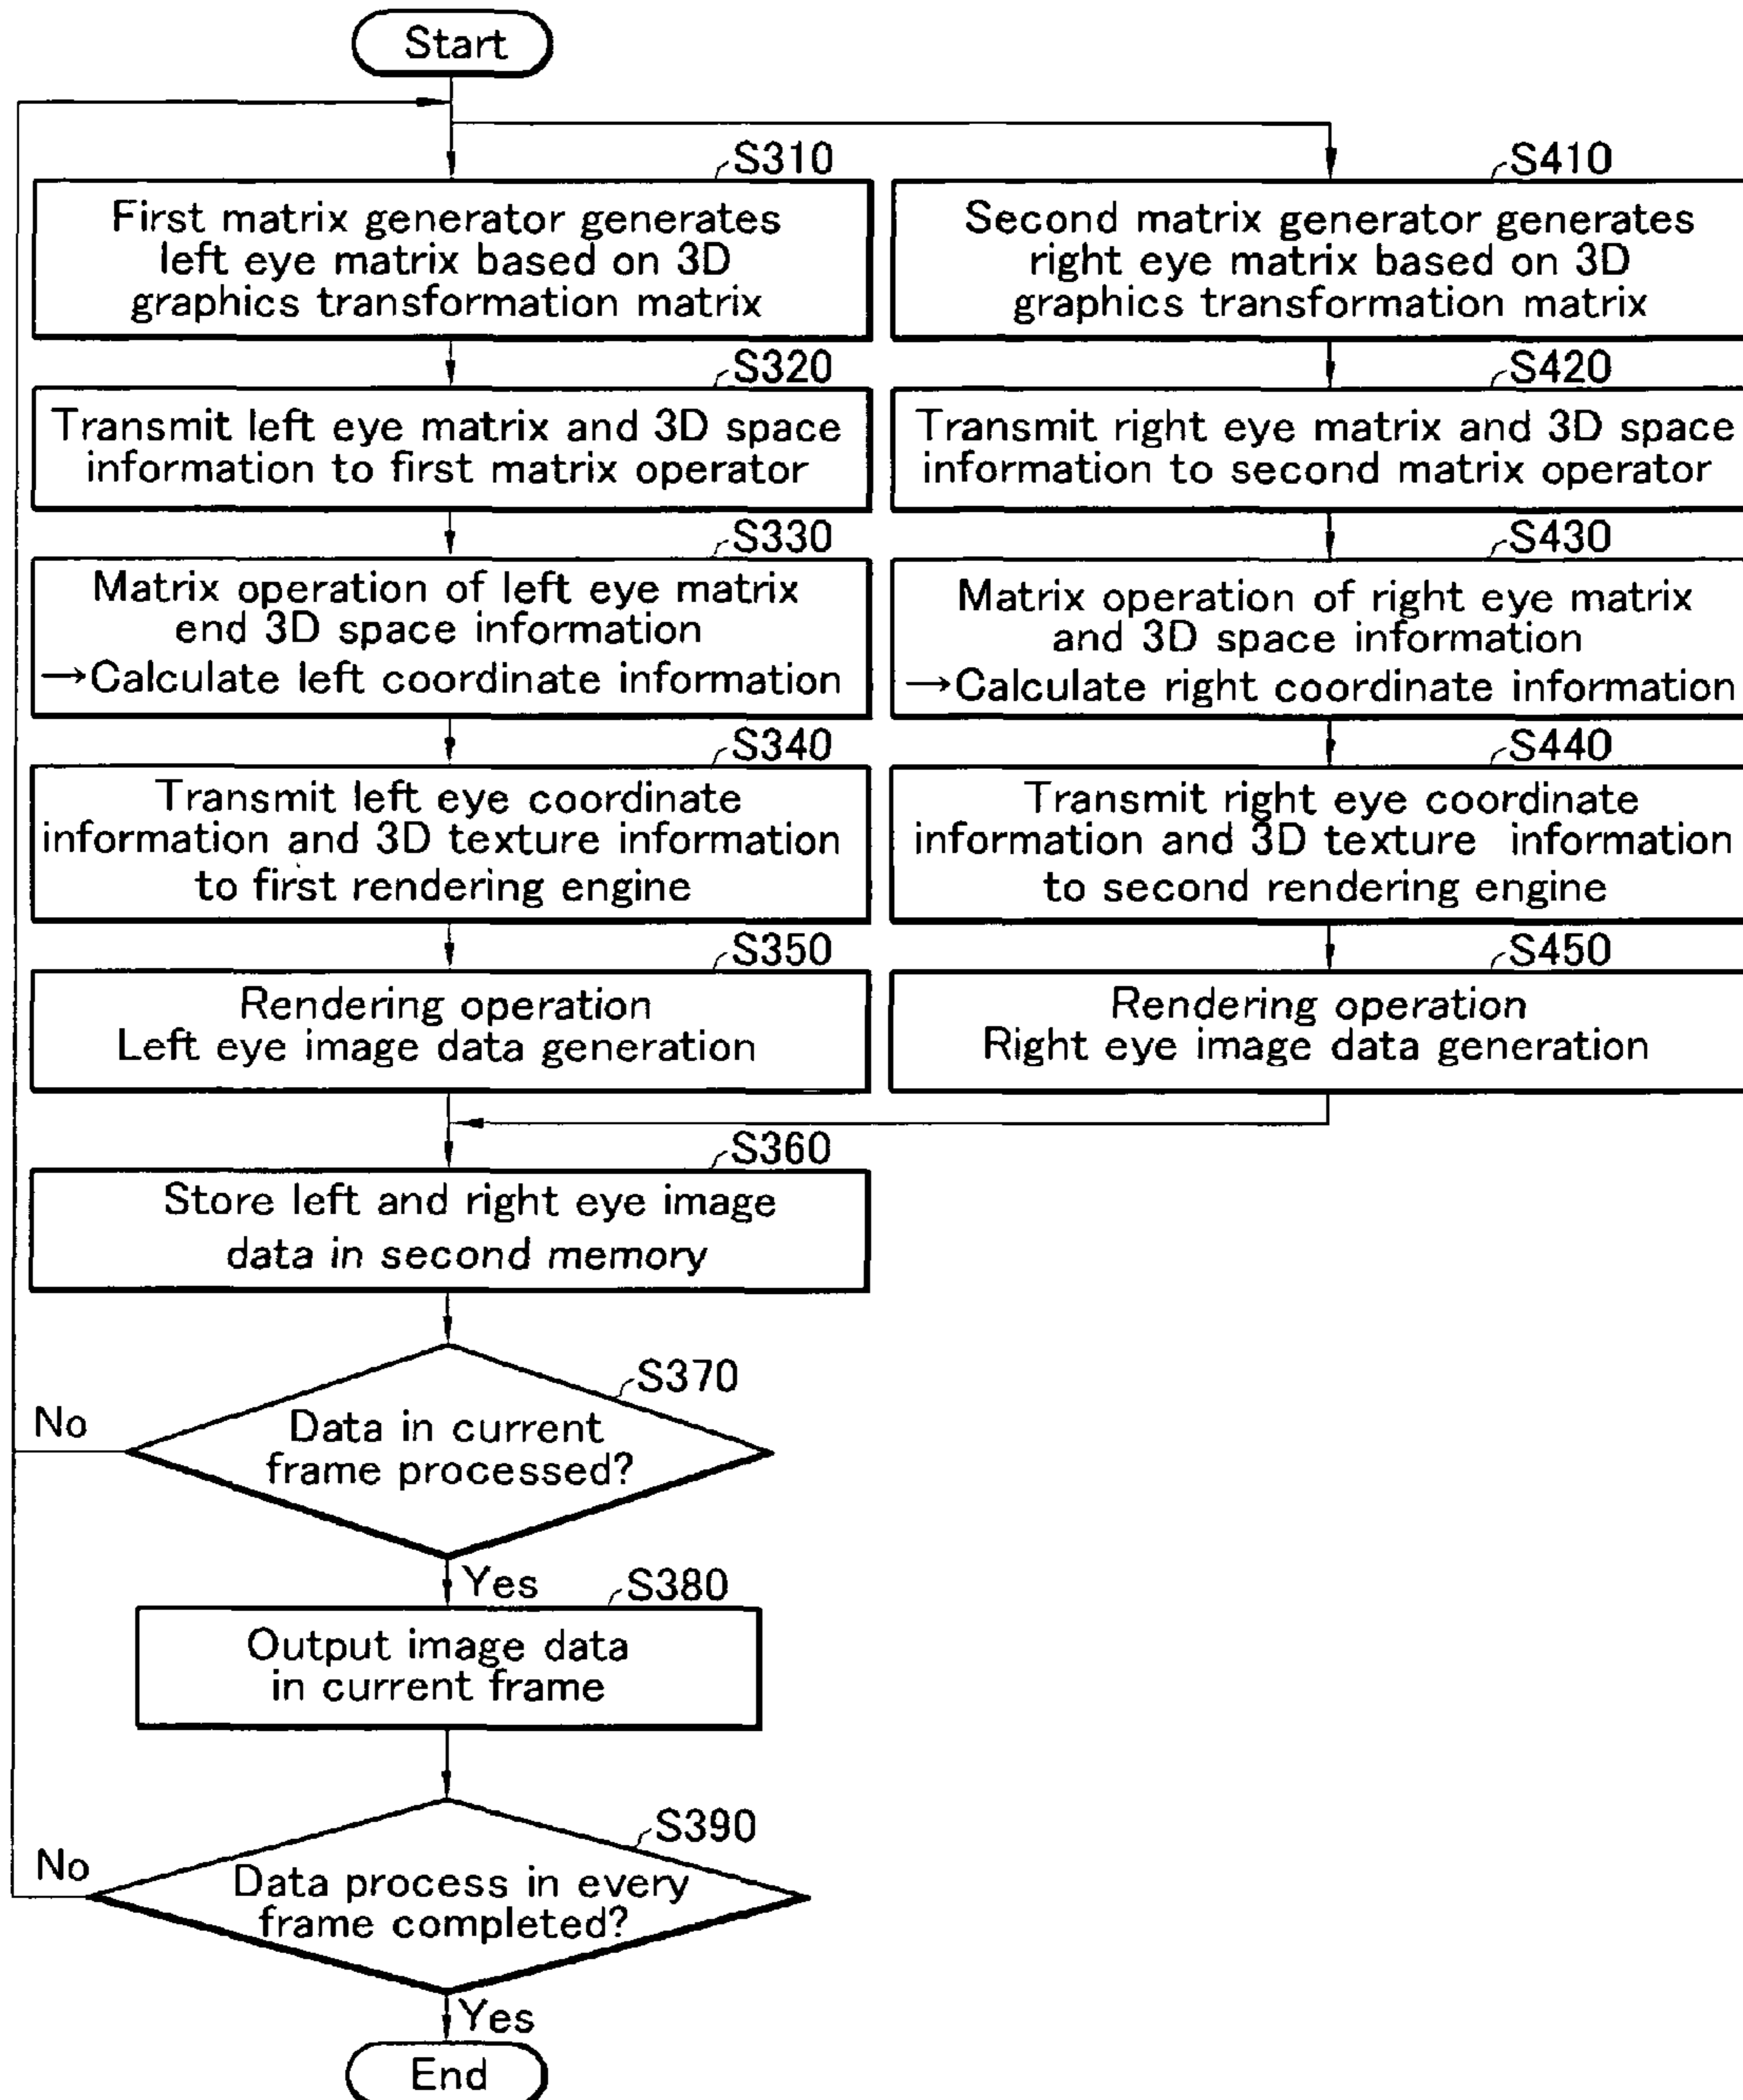 Start
S310
First matrix generator generates
left eye matrix based on 3D
graphics transformation matrix
S410
Second matrix generator generates
right eye matrix based on 3D
graphics transformation matrix
S320
Transmit left eye matrix and 3D space
information to first matrix operator
S420
Transmit right eye matrix and 3D space
information to second matrix operator
S330
Matrix operation of left eye matrix
end 3D space information
→Calculate left coordinate information
S430
Matrix operation of right eye matrix
and 3D space information
→Calculate right coordinate information
S340
Transmit left eye coordinate
information and 3D texture information
to first rendering engine
S440
Transmit right eye coordinate
information and 3D texture information
to second rendering engine
S350
Rendering operation
Left eye image data generation
S450
Rendering operation
Right eye image data generation
S360
Store left and right eye image
data in second memory
S370
No
Data in current
frame processed?
Yes
S380
Output image data
in current frame
S390
No
Data process in every
frame completed?
Yes
End